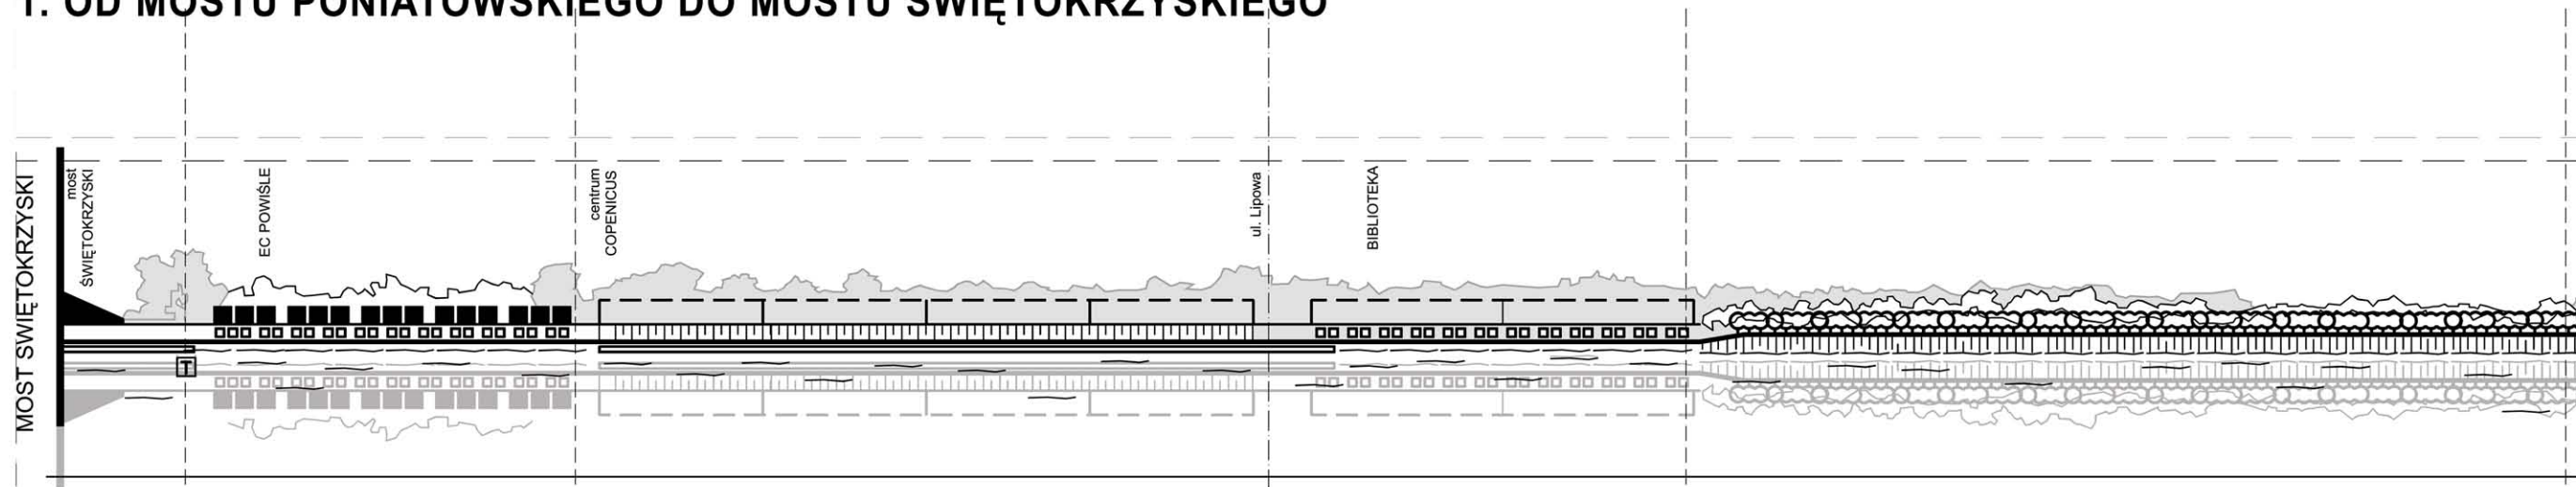 1. OD MOSTU PONIATOWSKIEGO DO MOSTU ŚWIĘTOKRZYSKIEGO
MOST ŚWIĘTOKRZYSKI
most
ŚWIĘTOKRZYSKI
EC POWIŚLE
centrum
COPENICUS
ul. Lipowa
BIBLIOTEKA
T